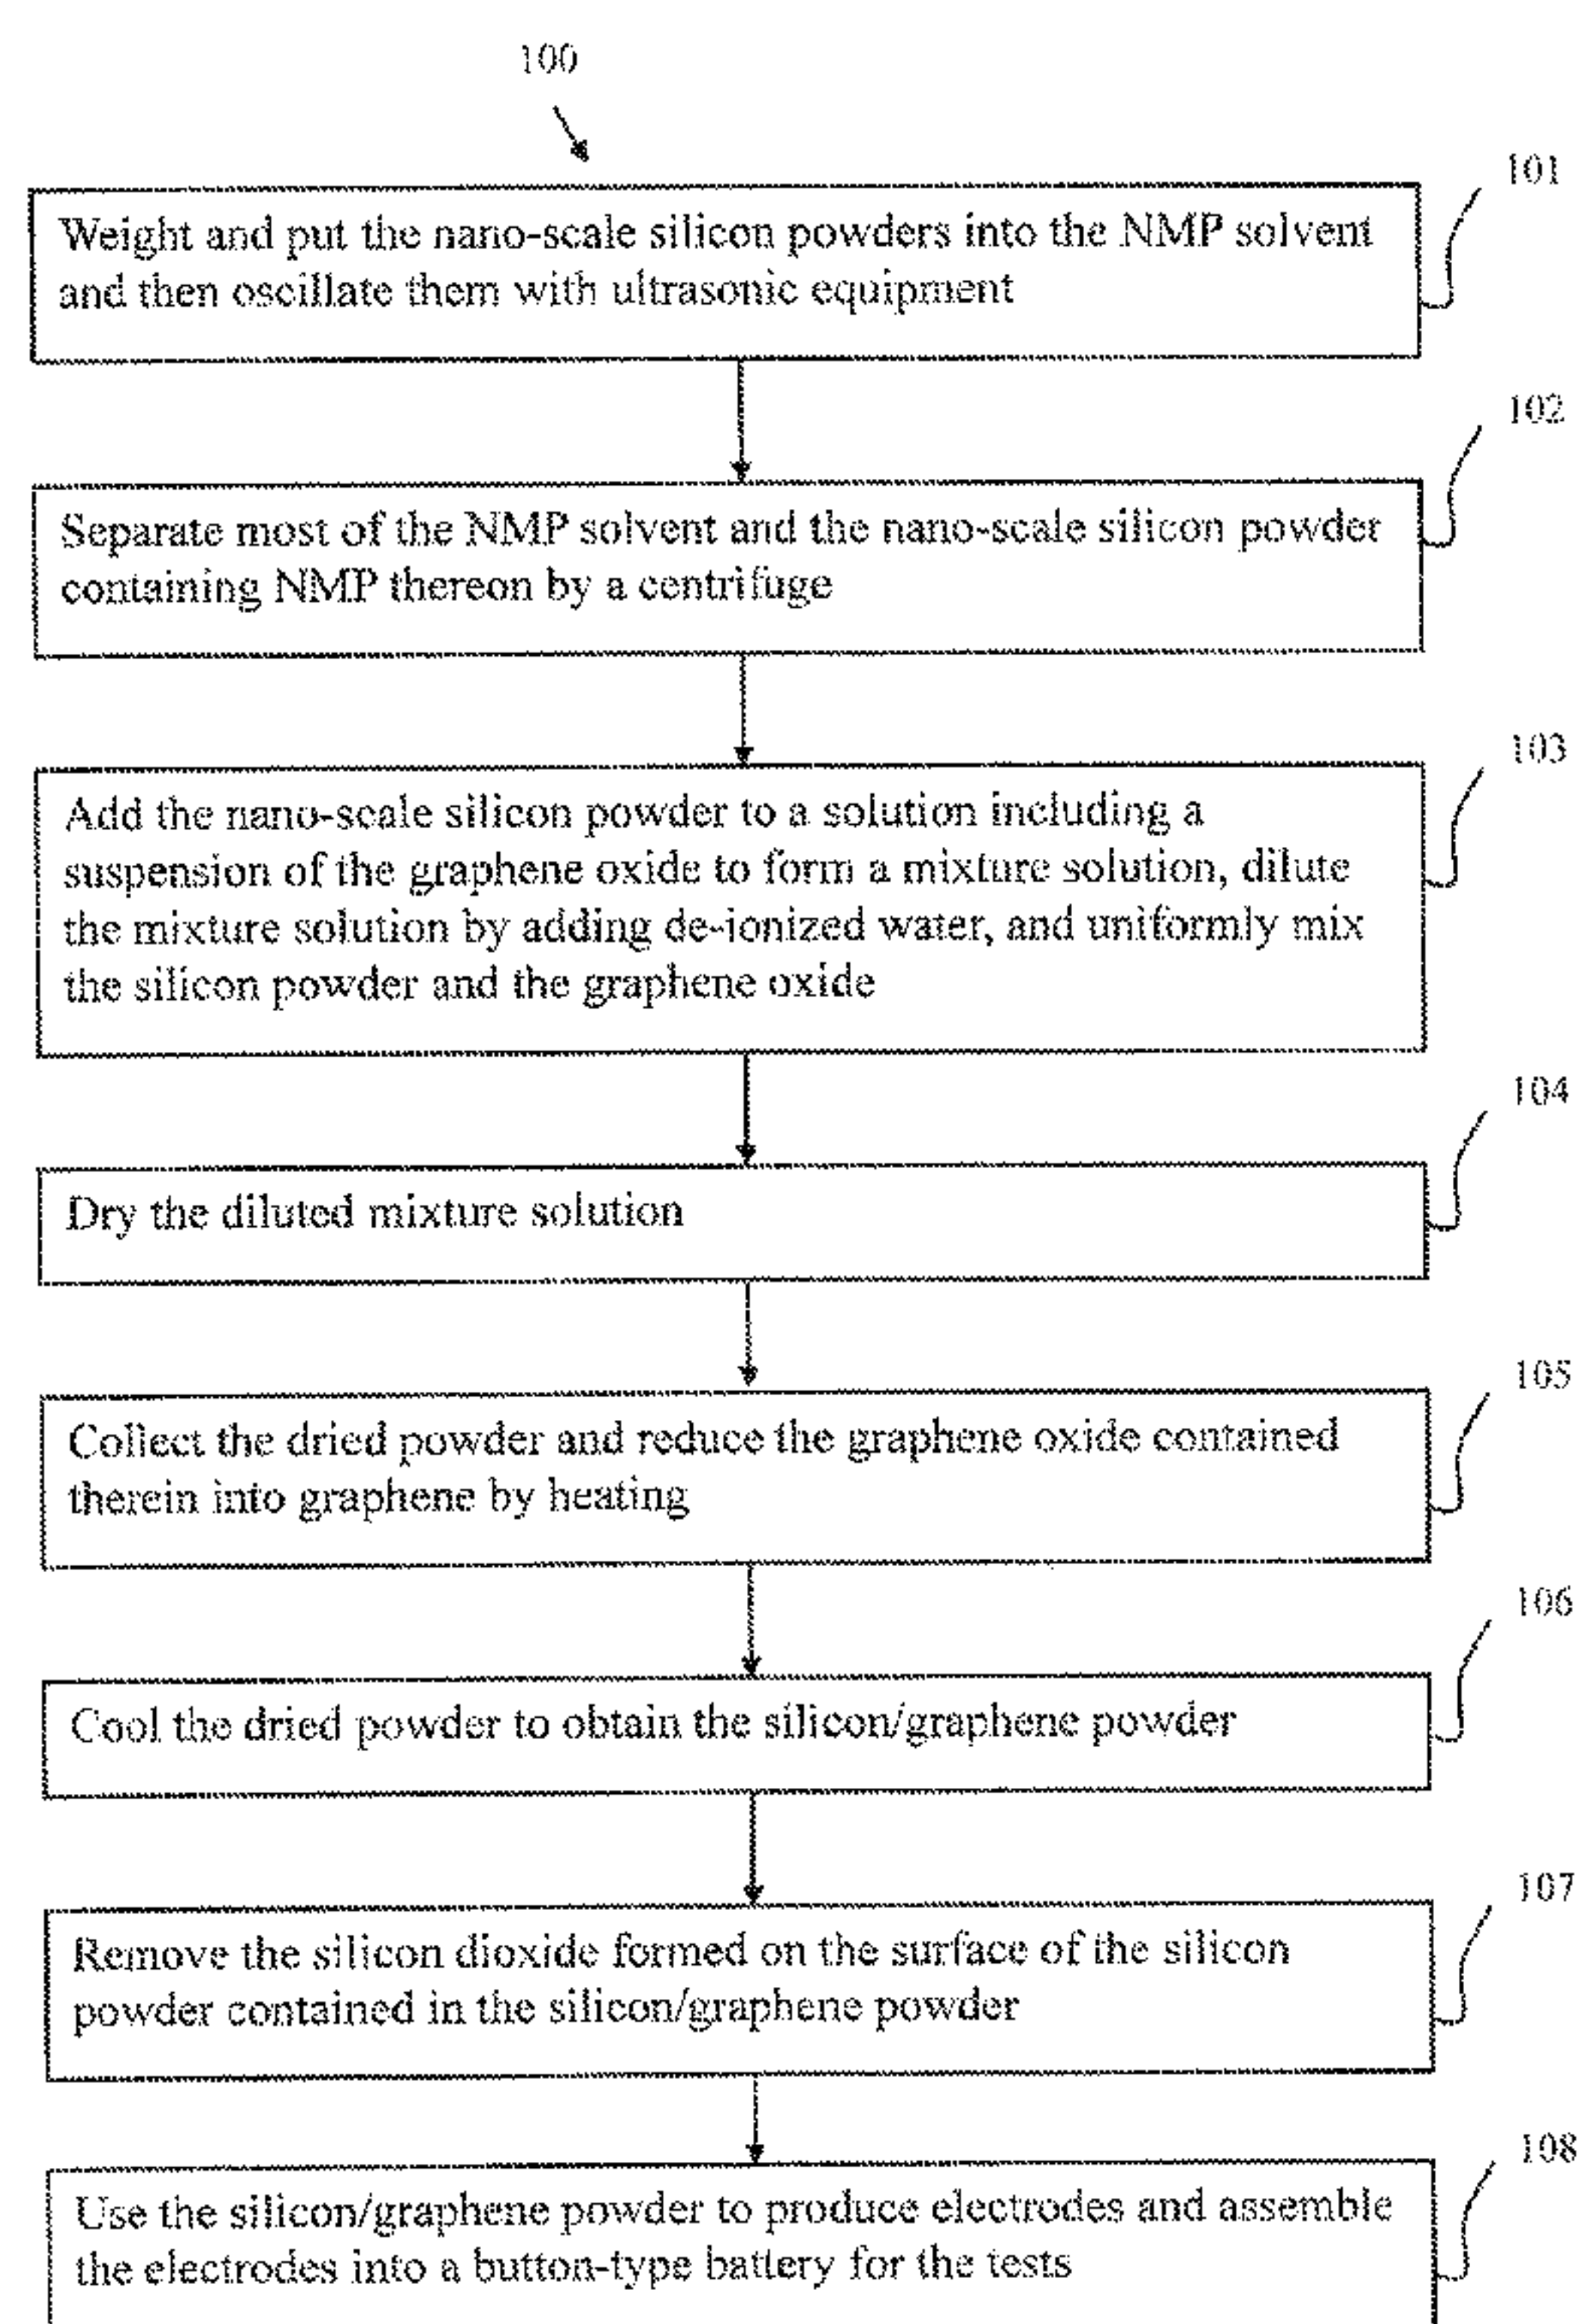 100
101
Weight and put the nano-scale silicon powders into the NMP solvent
and then oscillate them with ultrasonic equipment
102
Separate most of the NMP solvent and the nano-scale silicon powder
containing NMP thereon by a centrifuge
103
Add the nano-scale silicon powder to a solution including a
suspension of the graphene oxide to form a mixture solution, dilute
the mixture solution by adding de-ionized water, and uniformly mix
the silicon powder and the graphene oxide
104
Dry the diluted mixture solution
105
Collect the dried powder and reduce the graphene oxide contained
therein into graphene by heating
106
Cool the dried powder to obtain the silicon/graphene powder
107
Remove the silicon dioxide formed on the surface of the silicon
powder contained in the silicon/graphene powder
108
Use the silicon/graphene powder to produce electrodes and assemble
the electrodes into a button-type battery for the tests